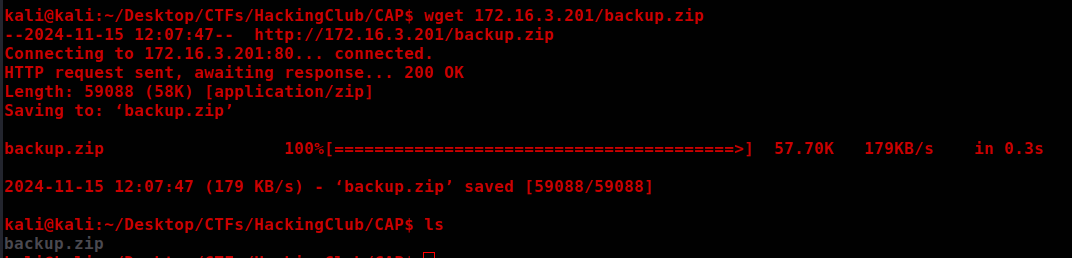 kali@kali:~/Desktop/CTFs/HackingClub/CAP$ wget 172.16.3.201/backup.zip
--2024-11-15 12:07:47--  http://172.16.3.201/backup.zip
Connecting to 172.16.3.201:80... connected.
HTTP request sent, awaiting response... 200 OK
Length: 59088 (58K) [application/zip]
Saving to: ‘backup.zip’
backup.zip                  100%[========================================>]  57.70K   179KB/s    in 0.3s
2024-11-15 12:07:47 (179 KB/s) - ‘backup.zip’ saved [59088/59088]
kali@kali:~/Desktop/CTFs/HackingClub/CAP$ ls
backup.zip